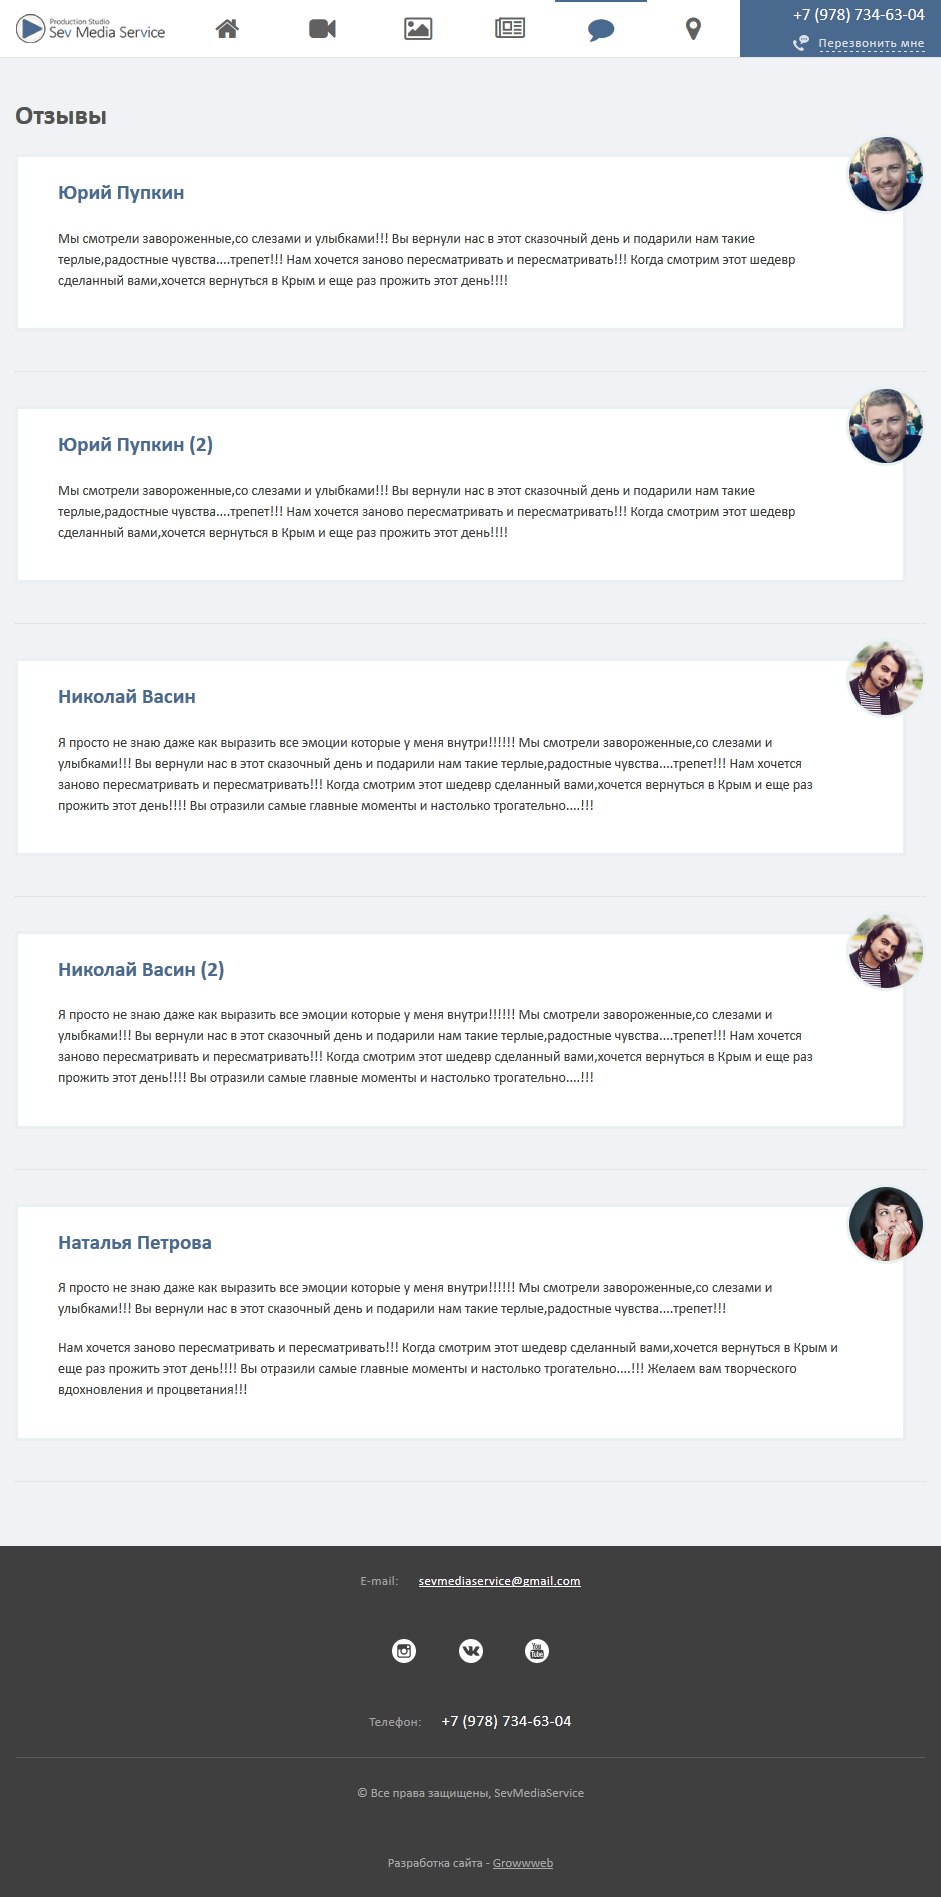 Production Studio
Sev Media Service
+7 (978) 734-63-04
Перезвонить мне
Отзывы
Юрий Пупкин
Мы смотрели завороженные,со слезами и улыбками!!! Вы вернули нас в этот сказочный день и подарили нам такие
терлые,радостные чувства....трепет!!! Нам хочется заново пересматривать и пересматривать!!! Когда смотрим этот шедевр
сделанный вами,хочется вернуться в Крым и еще раз прожить этот день!!!!
Юрий Пупкин (2)
Мы смотрели завороженные,со слезами и улыбками!!! Вы вернули нас в этот сказочный день и подарили нам такие
терлые,радостные чувства....трепет!!! Нам хочется заново пересматривать и пересматривать!!! Когда смотрим этот шедевр
сделанный вами,хочется вернуться в Крым и еще раз прожить этот день!!!!
Николай Васин
Я просто не знаю даже как выразить все эмоции которые у меня внутри!!!!!! Мы смотрели завороженные,со слезами и
улыбками!!! Вы вернули нас в этот сказочный день и подарили нам такие терлые,радостные чувства....трепет!!! Нам хочется
заново пересматривать и пересматривать!!! Когда смотрим этот шедевр сделанный вами,хочется вернуться в Крым и еще раз
прожить этот день!!!! Вы отразили самые главные моменты и настолько трогательно....!!!
Николай Васин (2)
Я просто не знаю даже как выразить все эмоции которые у меня внутри!!!!!! Мы смотрели завороженные,со слезами и
улыбками!!! Вы вернули нас в этот сказочный день и подарили нам такие терлые,радостные чувства....трепет!!! Нам хочется
заново пересматривать и пересматривать!!! Когда смотрим этот шедевр сделанный вами,хочется вернуться в Крым и еще раз
прожить этот день!!!! Вы отразили самые главные моменты и настолько трогательно....!!!
Наталья Петрова
Я просто не знаю даже как выразить все эмоции которые у меня внутри!!!!!! Мы смотрели завороженные,со слезами и
улыбками!!! Вы вернули нас в этот сказочный день и подарили нам такие терлые,радостные чувства....трепет!!!
Нам хочется заново пересматривать и пересматривать!!! Когда смотрим этот шедевр сделанный вами,хочется вернуться в Крым и
еще раз прожить этот день!!!! Вы отразили самые главные моменты и настолько трогательно....!!! Желаем вам творческого
вдохновления и процветания!!!
E-mail: sevmediaservice@gmail.com
You Tube
Телефон: +7 (978) 734-63-04
© Все права защищены, SevMediaService
Разработка сайта - Growwweb